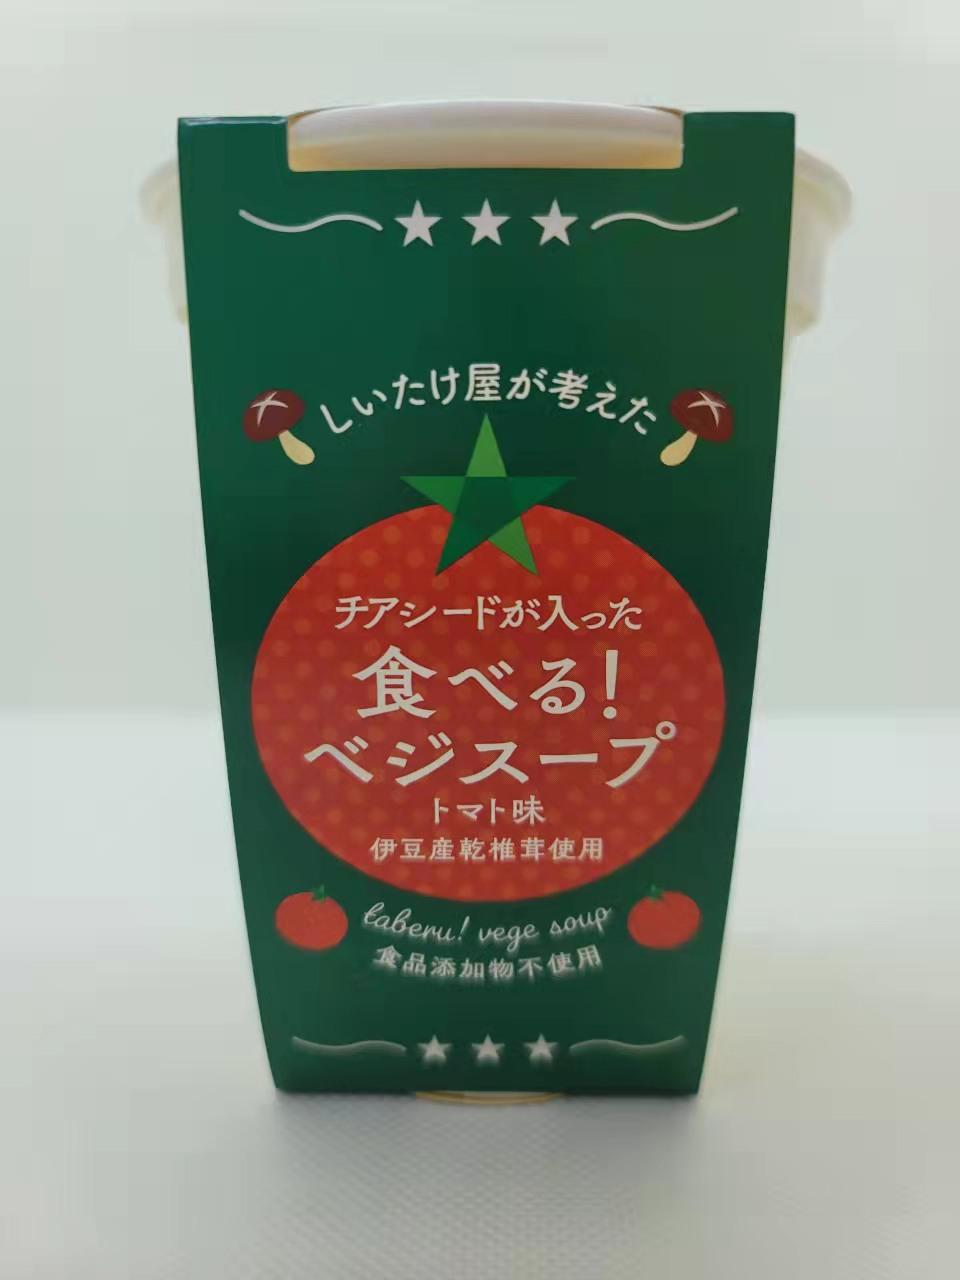 しいたけ屋が考えた
チアシードが入った
食べる!
ベジスープ
トマト味
伊豆産乾椎茸使用
taberu! vege soup
食品添加物不使用